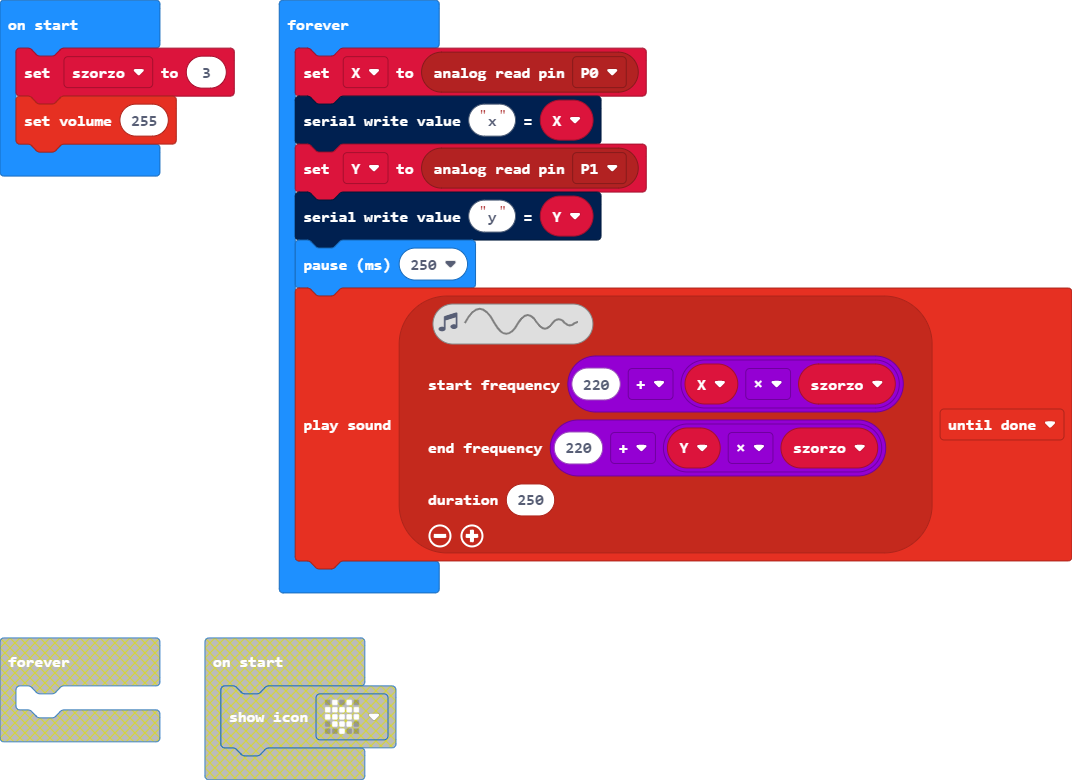 on start
set szorzo to 3
set volume 255
forever
set X to analog read pin P0
serial write value "x" = X
set Y to analog read pin P1
serial write value "y" = Y
pause (ms) 250
start frequency 220 + X × szorzo
play sound until done
end frequency 220 + Y × szorzo
duration 250
forever
on start
show icon